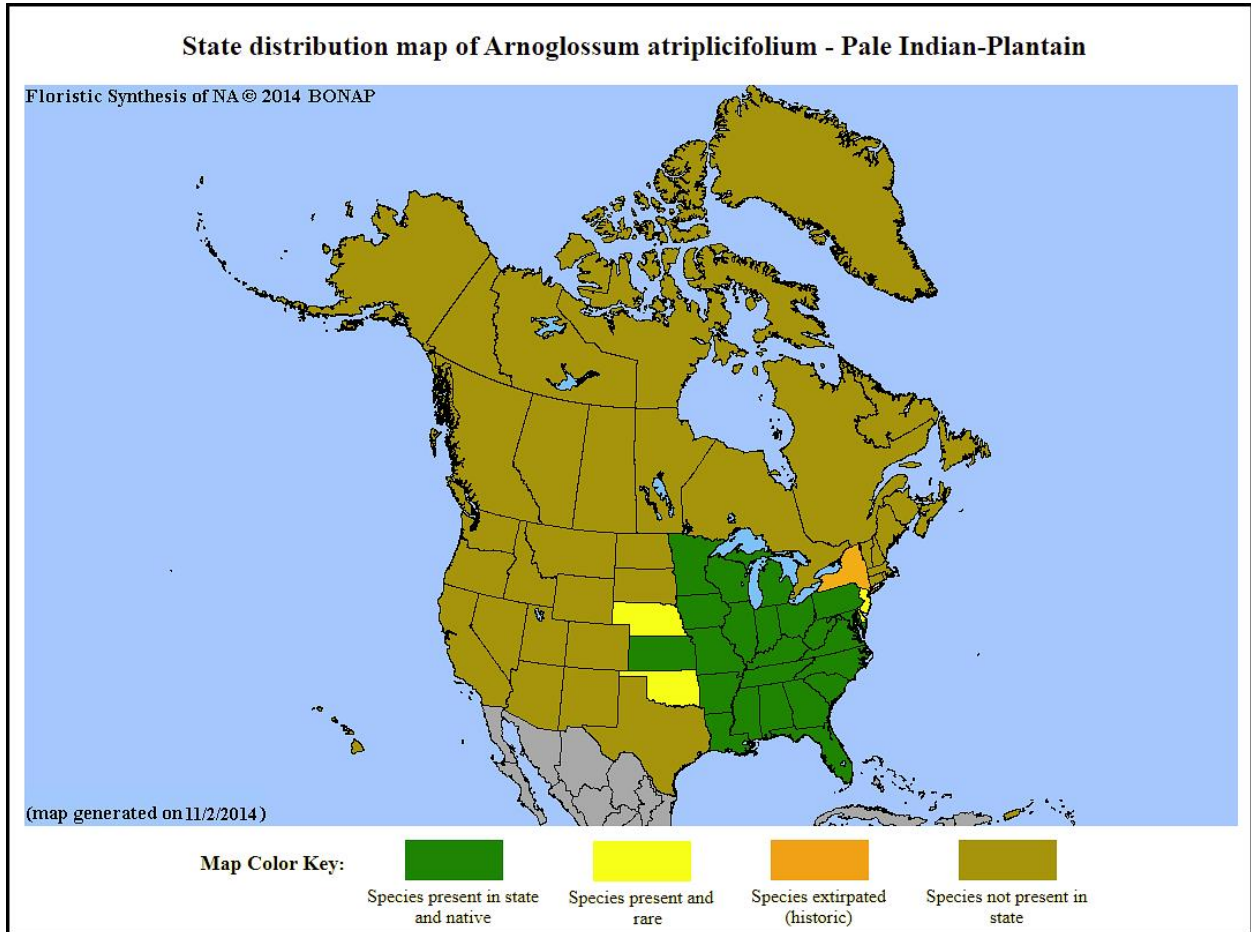 State distribution map of Arnoglossum atriplicifolium - Pale Indian-Plantain
Floristic Synthesis of NA © 2014 BONAP
(map generated on 11/2/2014)
Map Color Key:
Species present in state
and native
Species present and
rare
Species extirpated
(historic)
Species not present in
state